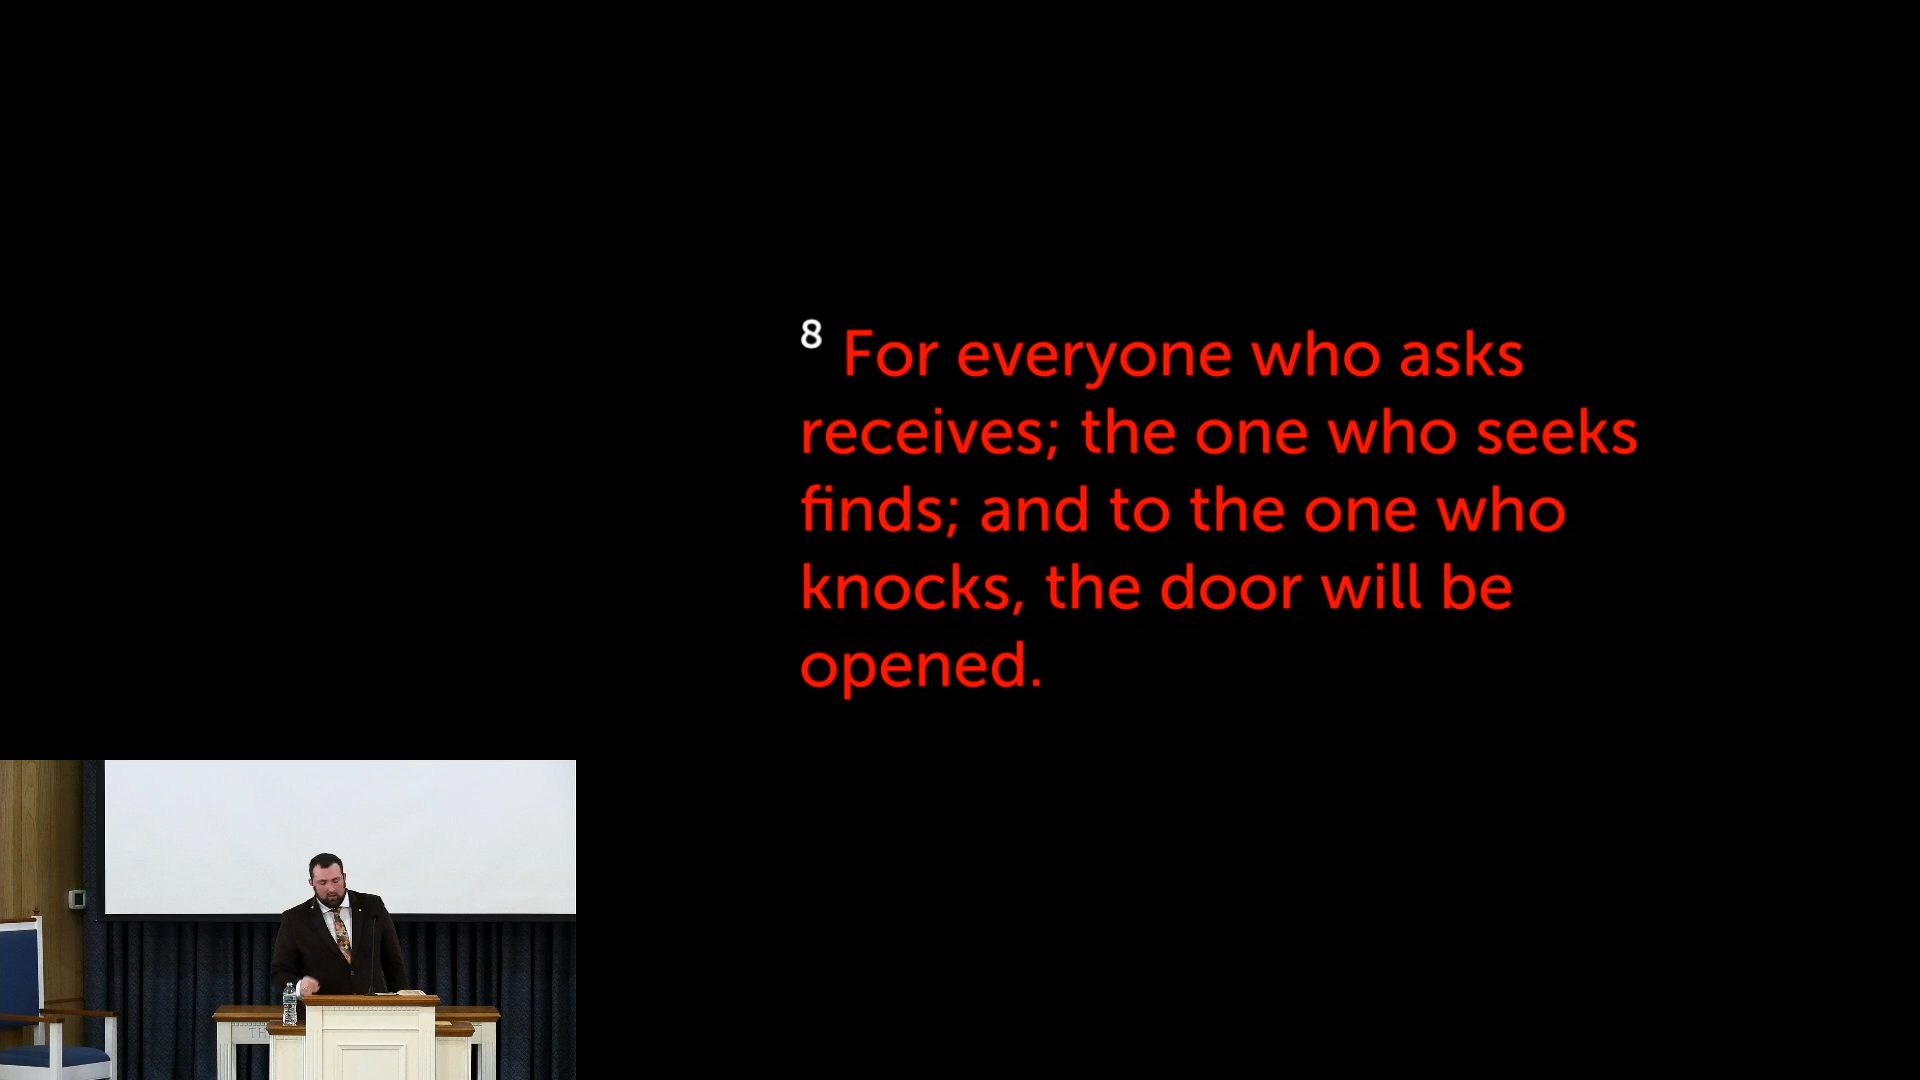 8 For everyone who asks
receives; the one who seeks
finds; and to the one who
knocks, the door will be
opened.
TH